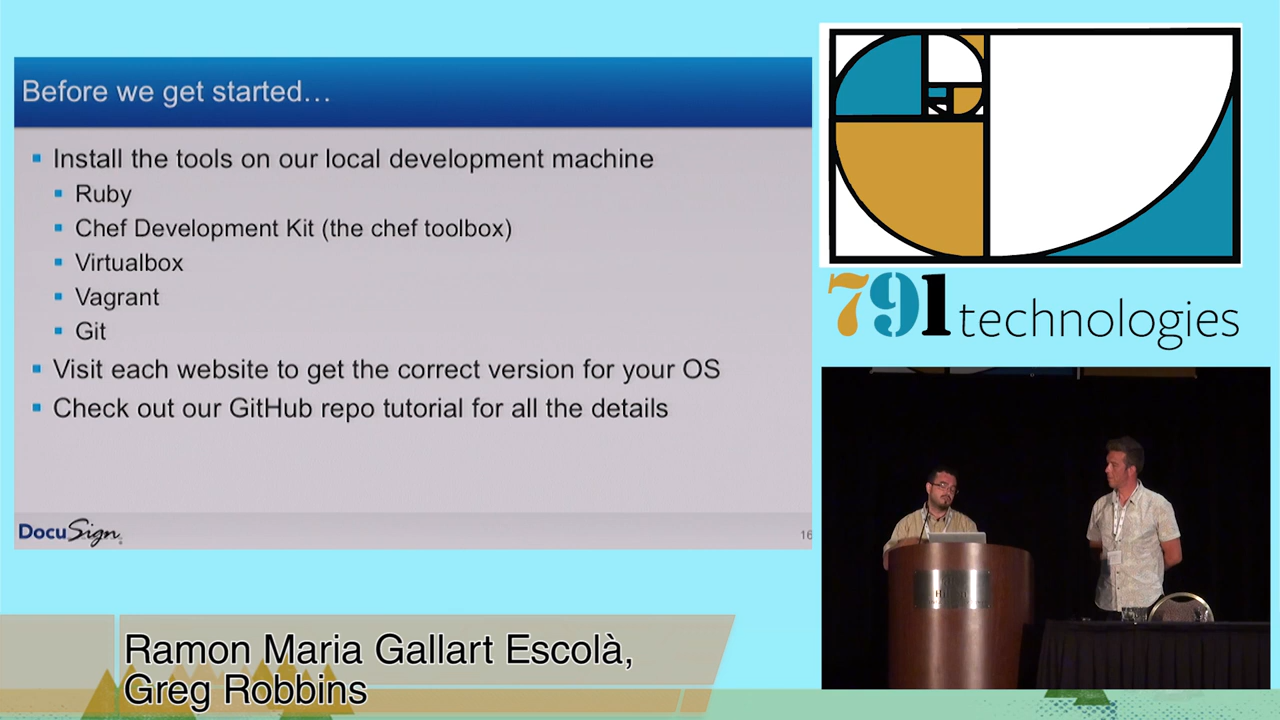 Before we get started…
Install the tools on our local development machine
Ruby
Chef Development Kit (the chef toolbox)
Virtualbox
Vagrant
Git
Visit each website to get the correct version for your OS
Check out our GitHub repo tutorial for all the details
DocuSign
16
791 technologies
Ramon Maria Gallart Escolà,
Greg Robbins